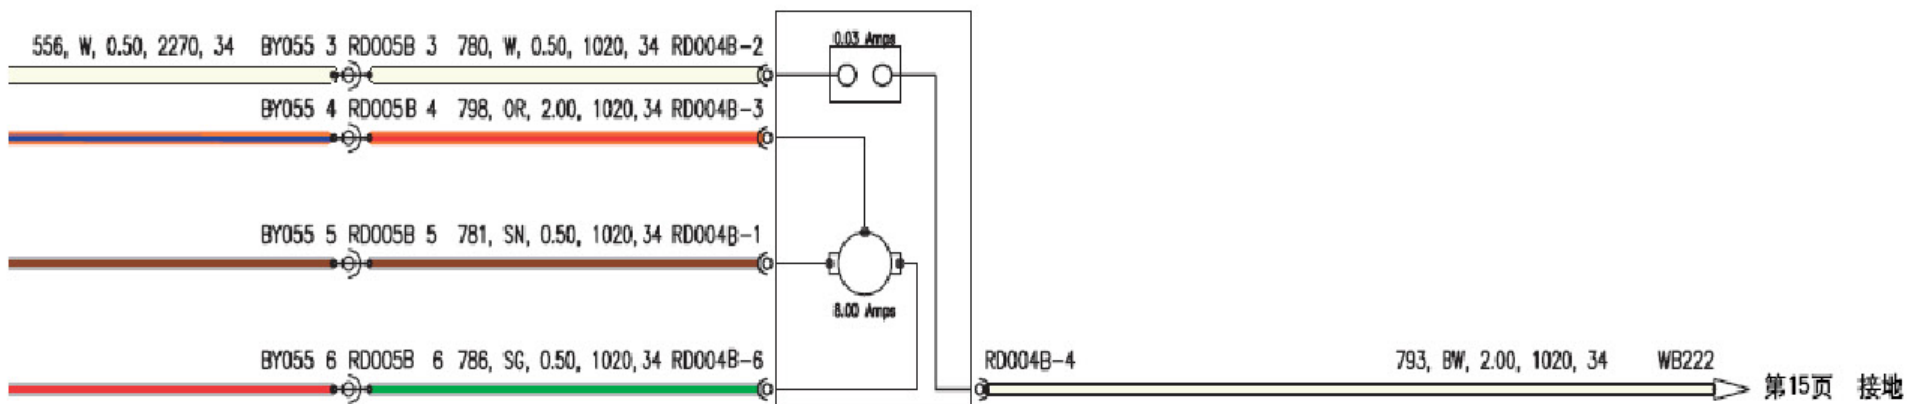 556, W, 0.50, 2270, 34 BY055 3 RD005B 3 780, W, 0.50, 1020, 34 RD004B-2
0.03 Amps
BY055 4 RD005B 4 798, OR, 2.00, 1020,34 RD004B-3
BY055 5 RD005B 5 781, SN, 0.50, 1020,34 RD004B-1
8.00 Amps
BY055 6 RD005B 6 786, SG, 0.50, 1020,34 RD004B-6
RD004B-4 793, BW, 2.00, 1020, 34 WB222
第15页 接地